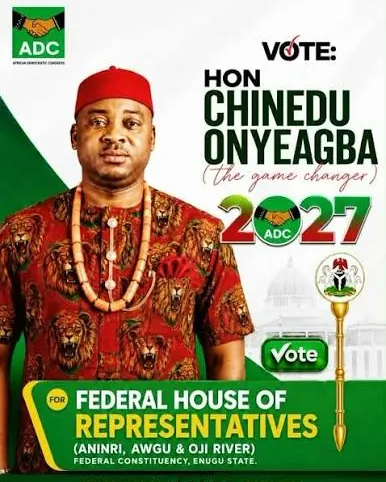 ADC
AFRICAN DEMOCRATIC CONGRESS
VOTE:
HON
CHINEDU
ONYEAGBA
(the game changer)
2027
ADC
Vote
FOR
FEDERAL HOUSE OF
REPRESENTATIVES
(ANINRI, AWGU & OJI RIVER)
FEDERAL CONSTITUENCY, ENUGU STATE.